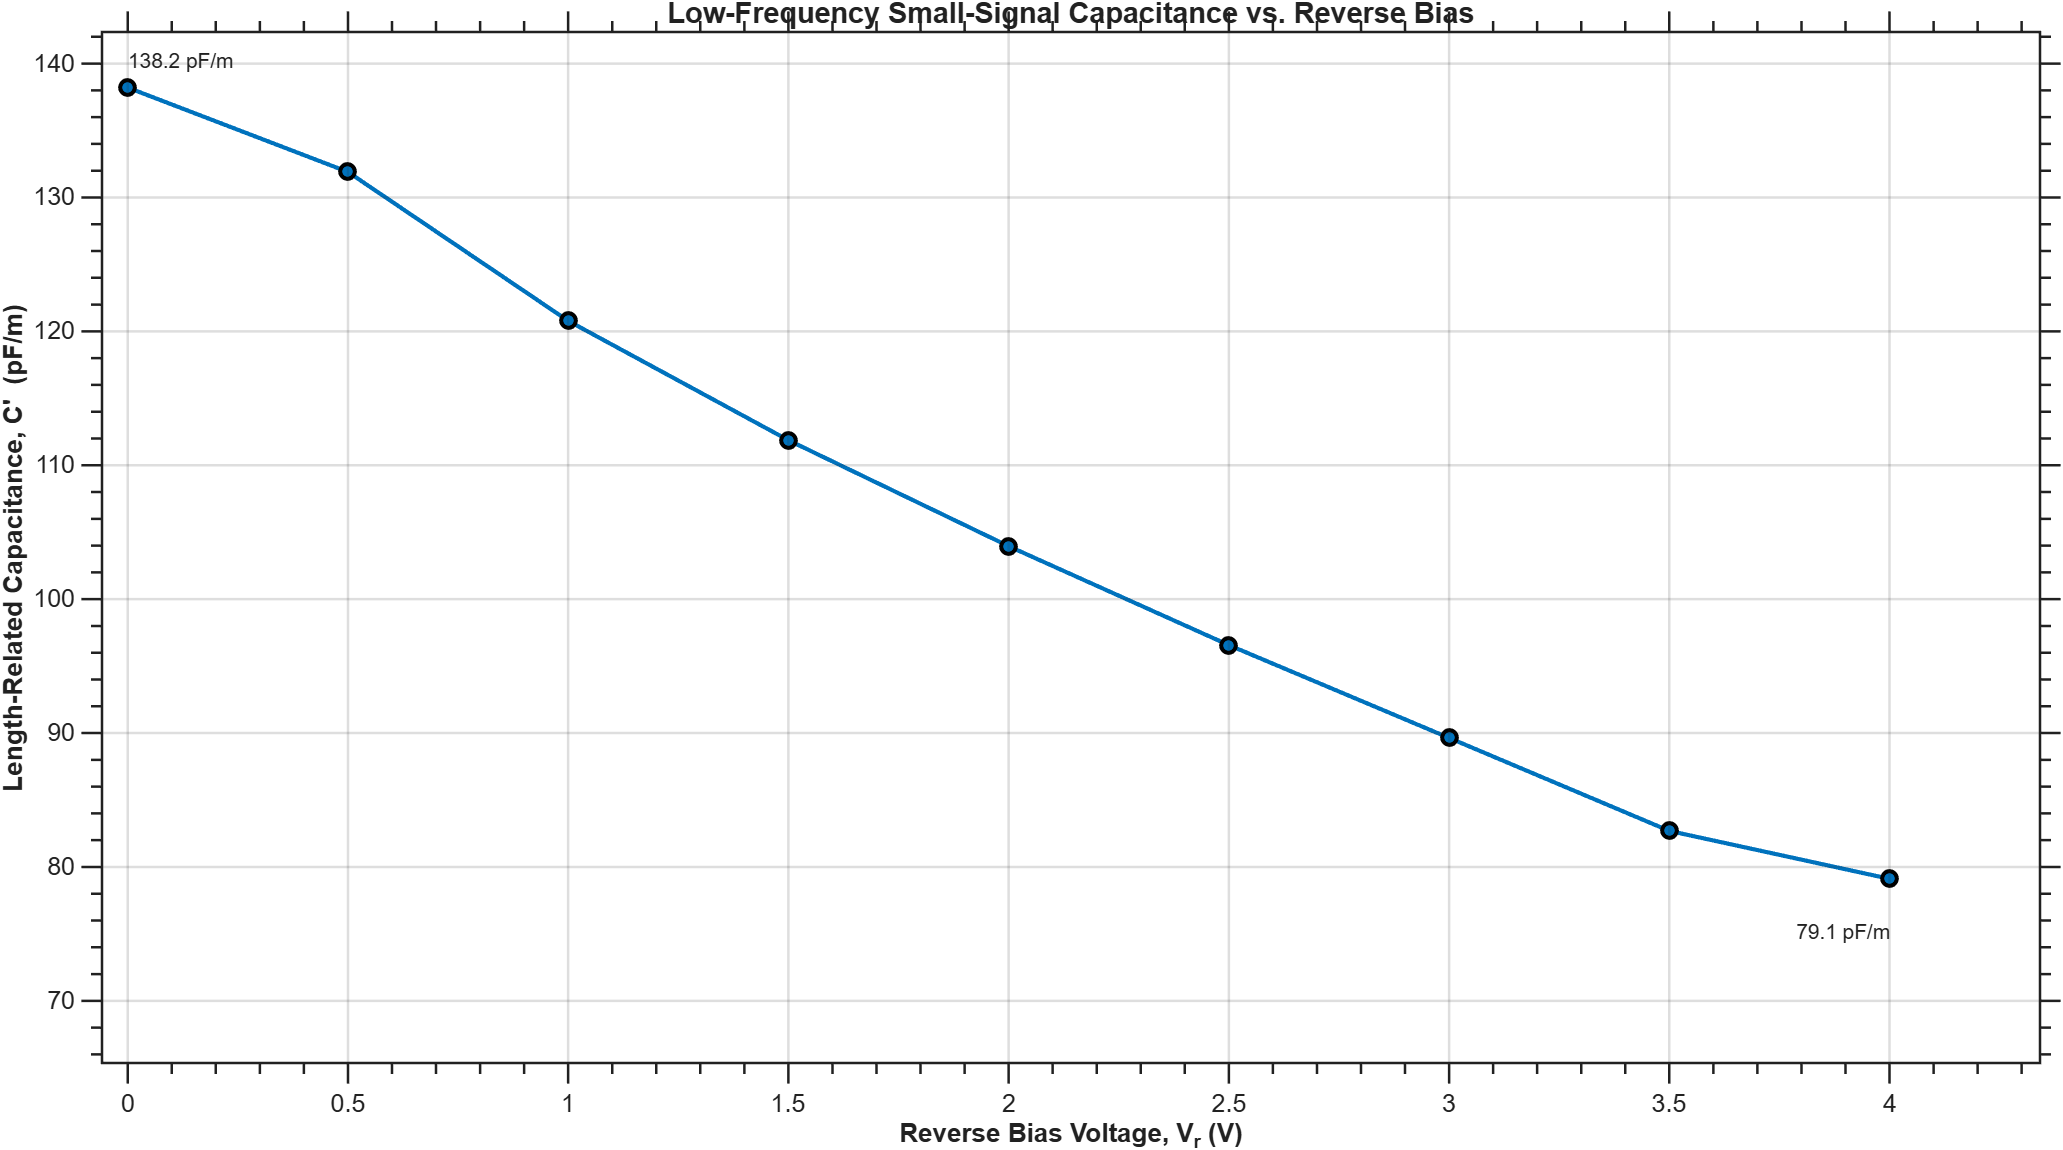 Low-Frequency Small-Signal Capacitance vs. Reverse Bias
138.2 pF/m
140
130
120
110
100
90
80
70
Length-Related Capacitance, C' (pF/m)
79.1 pF/m
0 0.5 1 1.5 2 2.5 3 3.5 4
Reverse Bias Voltage, Vr (V)